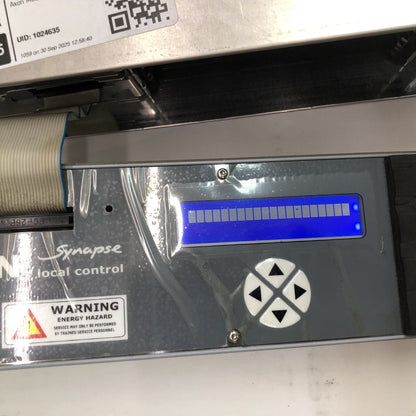 UID: 1024635
1059 on 30 Sep 2025 12:58:40
N
Synapse
local control
WARNING
ENERGY HAZARD
SERVICE MAY ONLY BE PERFORMED
BY TRAINED SERVICE PERSONNEL